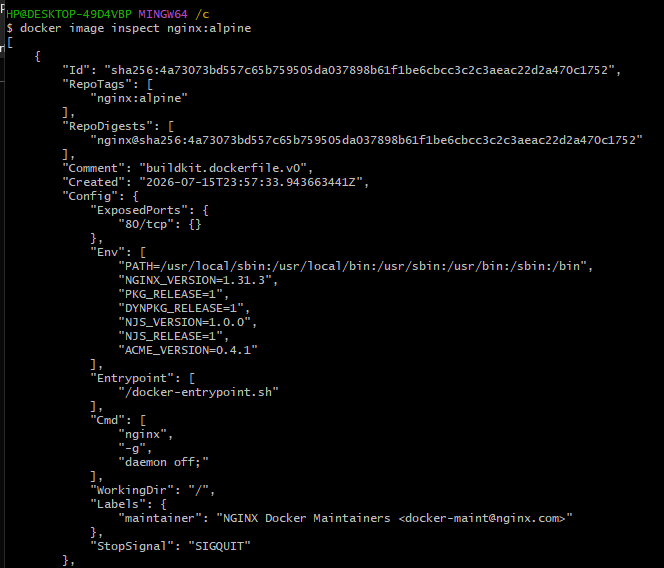 HP@DESKTOP-49D4VBP MINGW64 /c
$ docker image inspect nginx:alpine
[
    {
        "Id": "sha256:4a73073bd557c65b759505da037898b61f1be6cbcc3c2c3aeac22d2a470c1752",
        "RepoTags": [
            "nginx:alpine"
        ],
        "RepoDigests": [
            "nginx@sha256:4a73073bd557c65b759505da037898b61f1be6cbcc3c2c3aeac22d2a470c1752"
        ],
        "Comment": "buildkit.dockerfile.v0",
        "Created": "2026-07-15T23:57:33.943663441Z",
        "Config": {
            "ExposedPorts": {
                "80/tcp": {}
            },
            "Env": [
                "PATH=/usr/local/sbin:/usr/local/bin:/usr/sbin:/usr/bin:/sbin:/bin",
                "NGINX_VERSION=1.31.3",
                "PKG_RELEASE=1",
                "DYNPKG_RELEASE=1",
                "NJS_VERSION=1.0.0",
                "NJS_RELEASE=1",
                "ACME_VERSION=0.4.1"
            ],
            "Entrypoint": [
                "/docker-entrypoint.sh"
            ],
            "Cmd": [
                "nginx",
                "-g",
                "daemon off;"
            ],
            "WorkingDir": "/",
            "Labels": {
                "maintainer": "NGINX Docker Maintainers <docker-maint@nginx.com>"
            },
            "StopSignal": "SIGQUIT"
        },